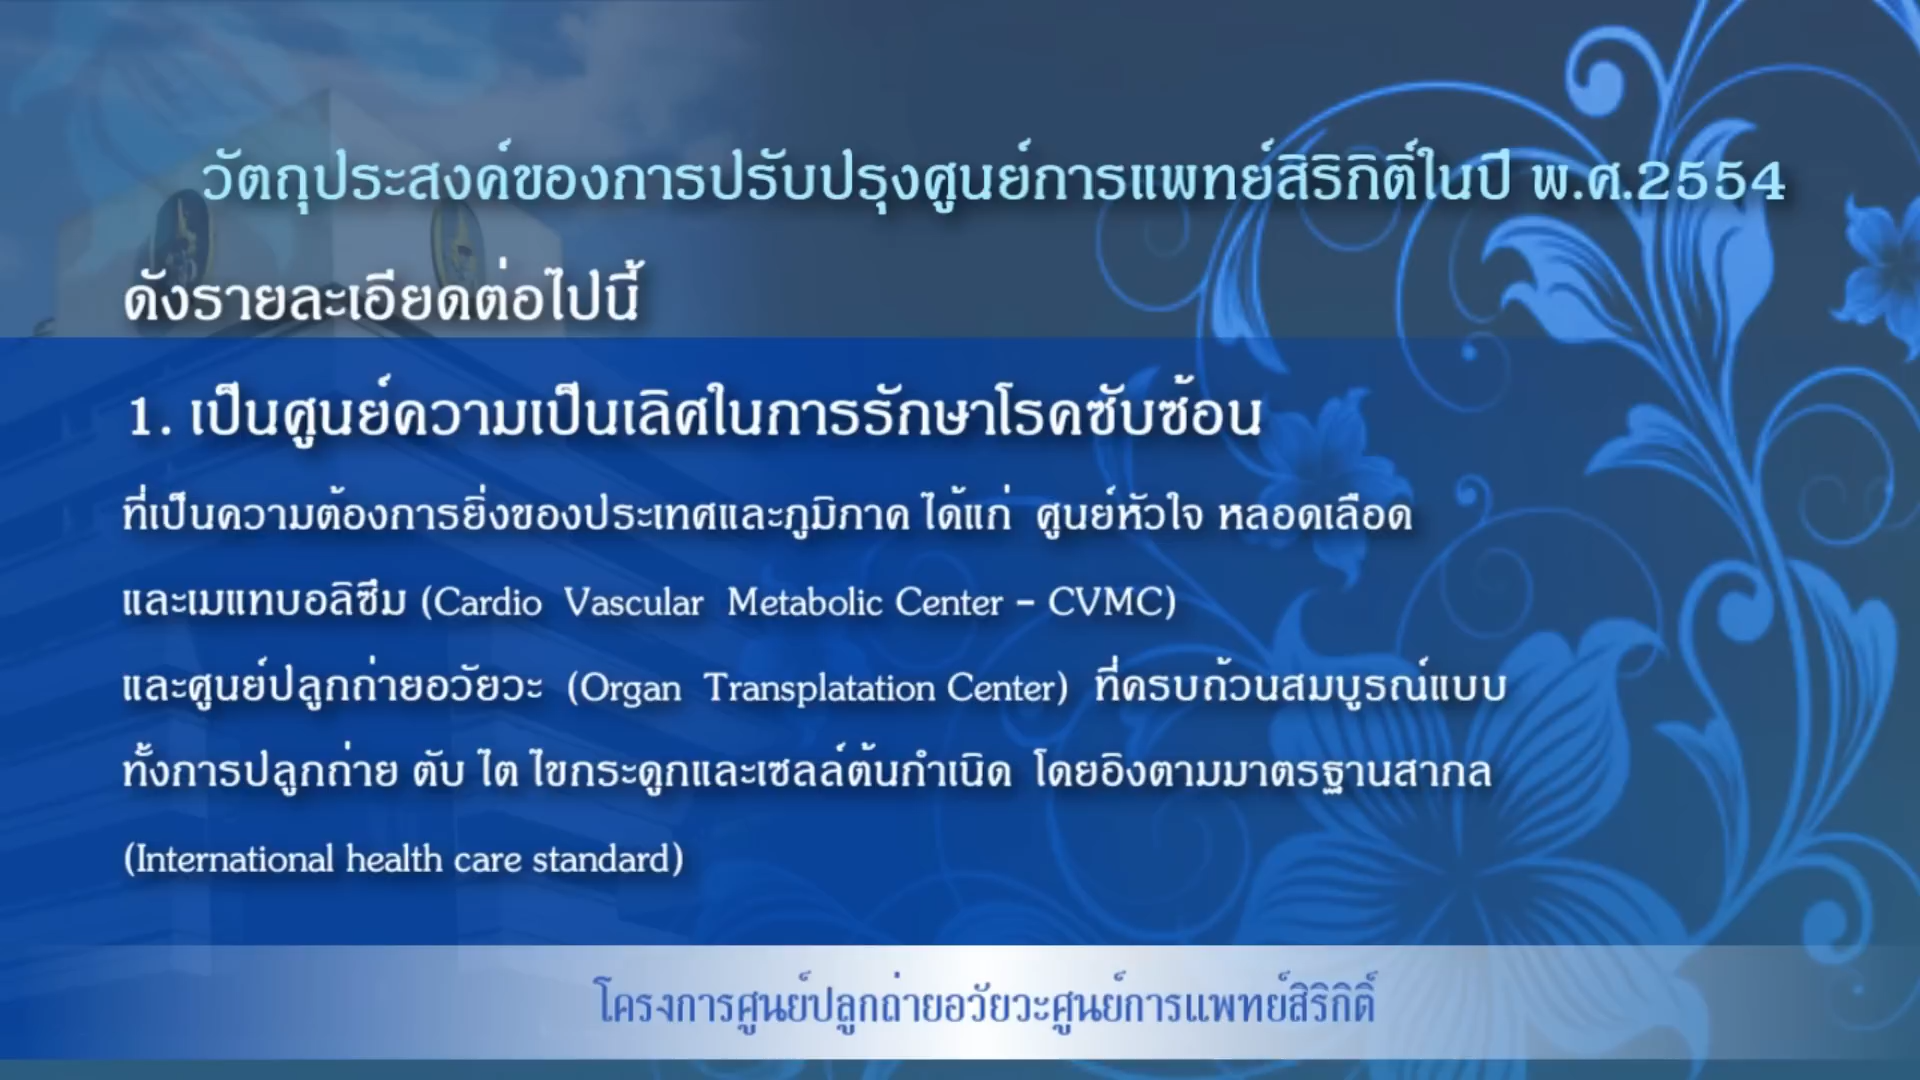 วัตถุประสงค์ของการปรับปรุงศูนย์การแพทย์สิริกิติ์ในปี พ.ศ.2554
ดังรายละเอียดต่อไปนี้
1. เป็นศูนย์ความเป็นเลิศในการรักษาโรคซับซ้อน
ที่เป็นความต้องการยิ่งของประเทศและภูมิภาค ได้แก่ ศูนย์หัวใจ หลอดเลือด
และเมแทบอลิซึม (Cardio Vascular Metabolic Center – CVMC)
และศูนย์ปลูกถ่ายอวัยวะ (Organ Transplatation Center) ที่ครบถ้วนสมบูรณ์แบบ
ทั้งการปลูกถ่าย ตับ ไต ไขกระดูกและเซลล์ต้นกำเนิด โดยอิงตามมาตรฐานสากล
(International health care standard)
โครงการศูนย์ปลูกถ่ายอวัยวะศูนย์การแพทย์สิริกิติ์